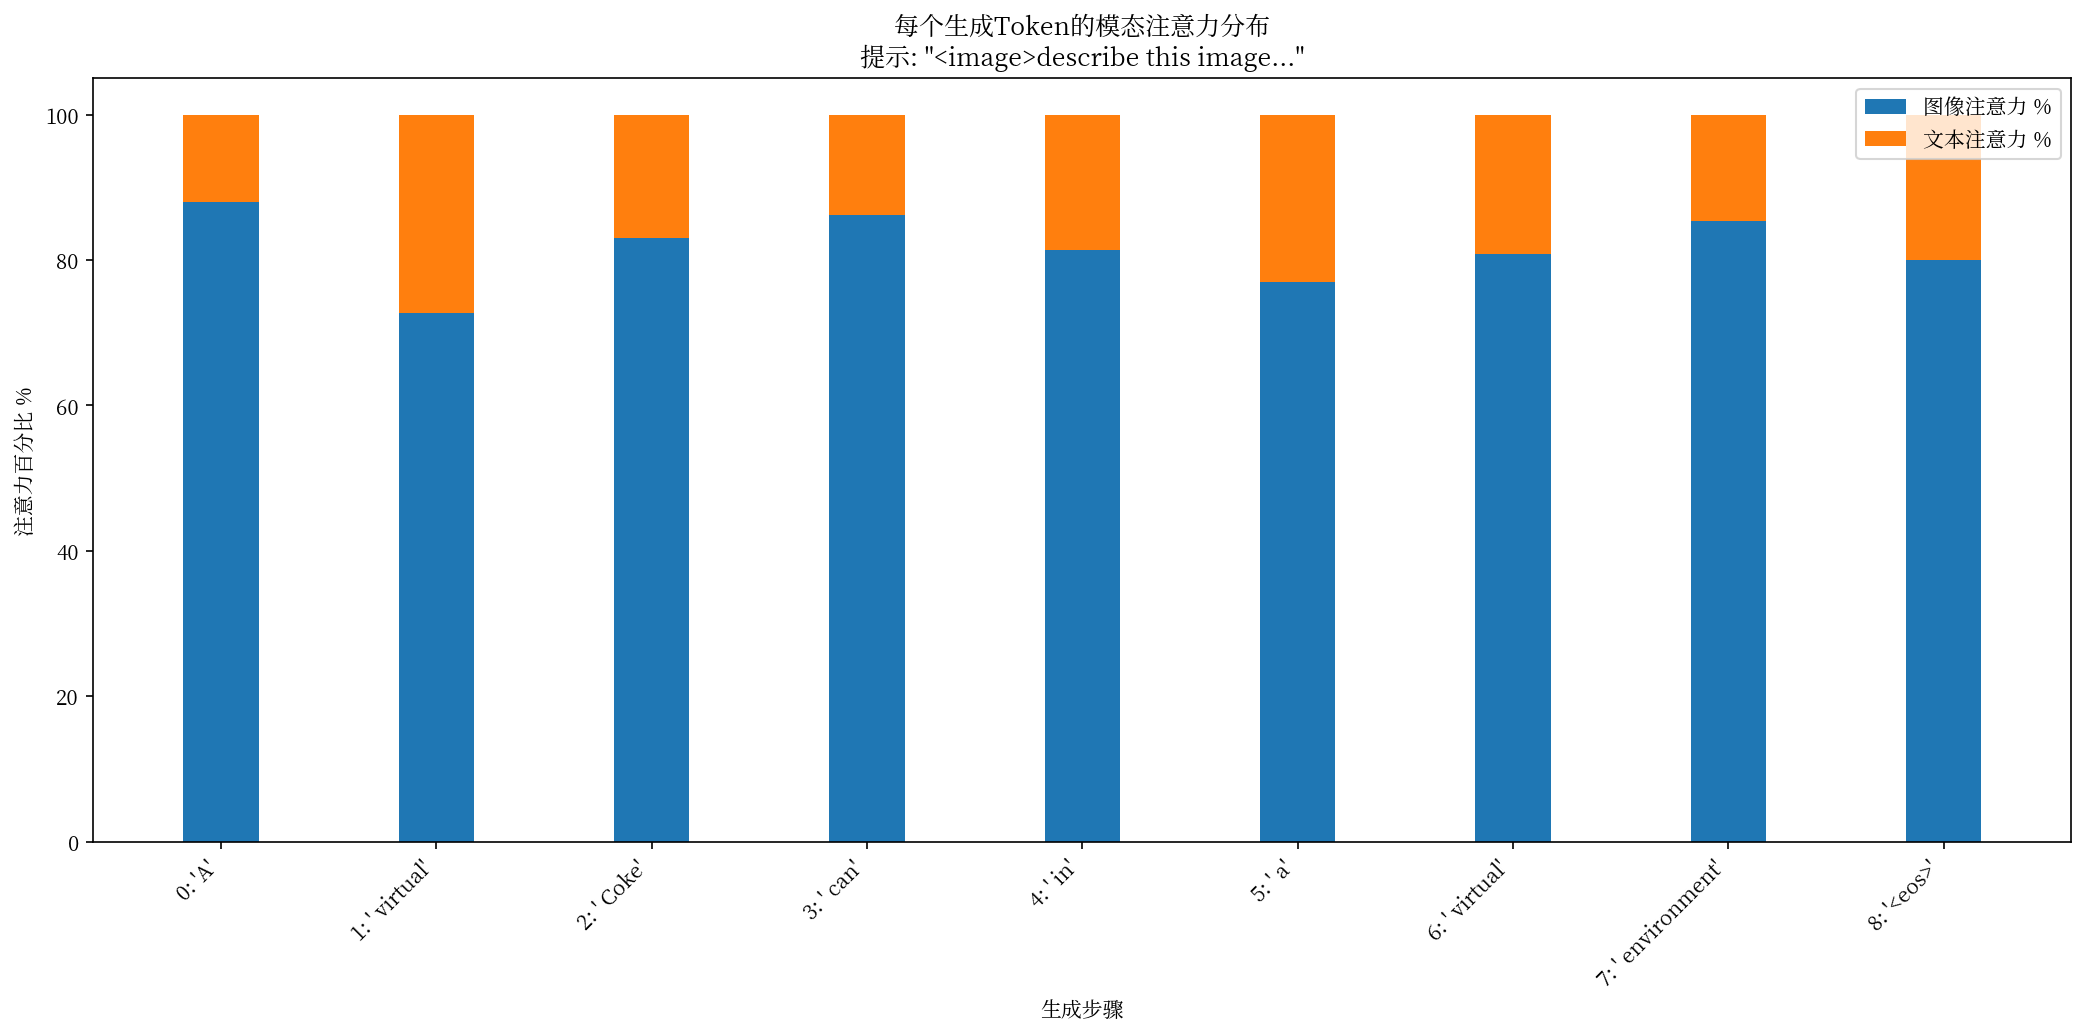 每个生成Token的模态注意力分布
提示: "<image>describe this image..."
图像注意力 %
文本注意力 %
注意力百分比 %
100
80
60
40
20
0
0: 'A'
1: ' virtual'
2: ' Coke'
3: ' can'
4: ' in'
5: ' a'
6: ' virtual'
7: ' environment'
8: '<eos>'
生成步骤